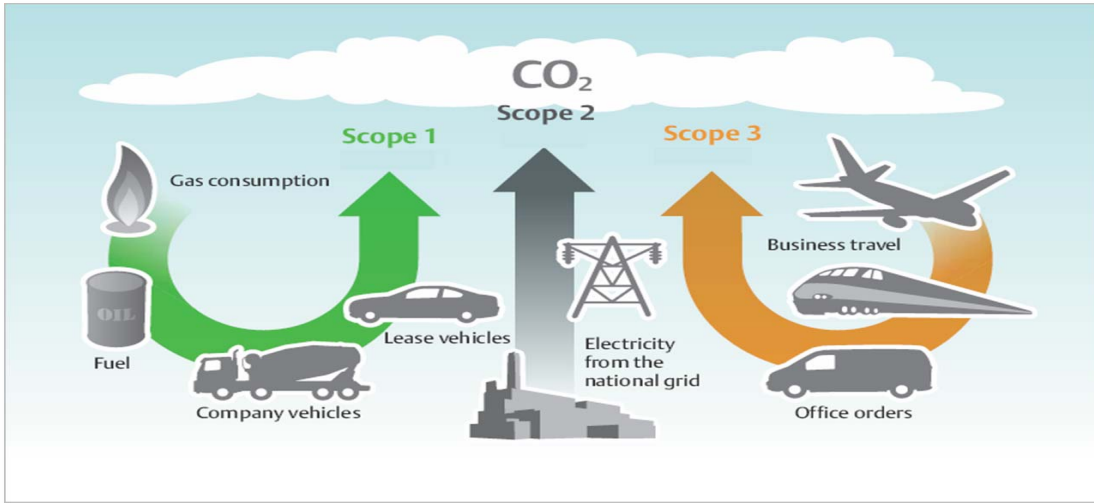 CO₂
Scope 2
Scope 1
Scope 3
Gas consumption
OIL
Fuel
Company vehicles
Lease vehicles
Electricity
from the
national grid
Business travel
Office orders